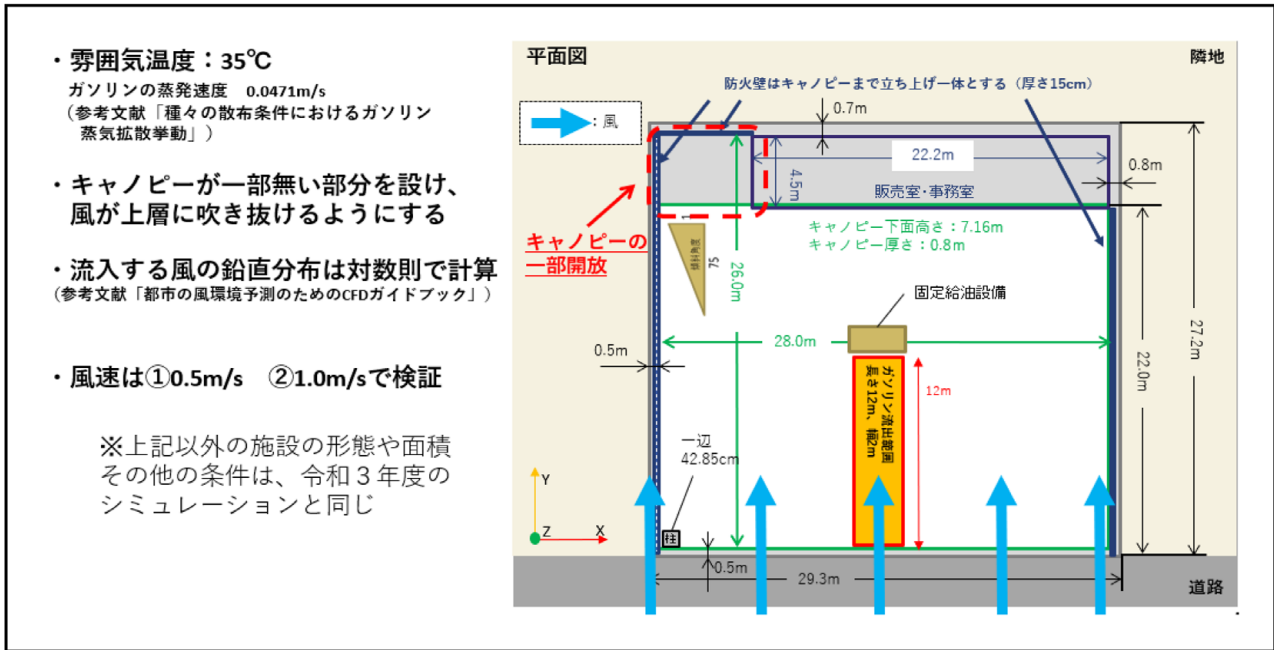 ・雰囲気温度：35℃
ガソリンの蒸発速度　0.0471m/s
（参考文献「種々の散布条件におけるガソリン
蒸気拡散挙動」）
・キャノピーが一部無い部分を設け、
風が上層に吹き抜けるようにする
・流入する風の鉛直分布は対数則で計算
（参考文献「都市の風環境予測のためのCFDガイドブック」）
・風速は①0.5m/s　②1.0m/sで検証
※上記以外の施設の形態や面積
その他の条件は、令和３年度の
シミュレーションと同じ
平面図
隣地
防火壁はキャノピーまで立ち上げ一体とする（厚さ15cm）
：風
0.7m
22.2m
0.8m
4.5m
販売室・事務室
キャノピーの
一部開放
キャノピー下面高さ：7.16m
キャノピー厚さ：0.8m
1
75
傾斜角度
26.0m
固定給油設備
28.0m
0.5m
27.2m
22.0m
ガソリン流出範囲
長さ12m、幅2m
12m
一辺
42.85cm
柱
Y
Z
X
0.5m
29.3m
道路